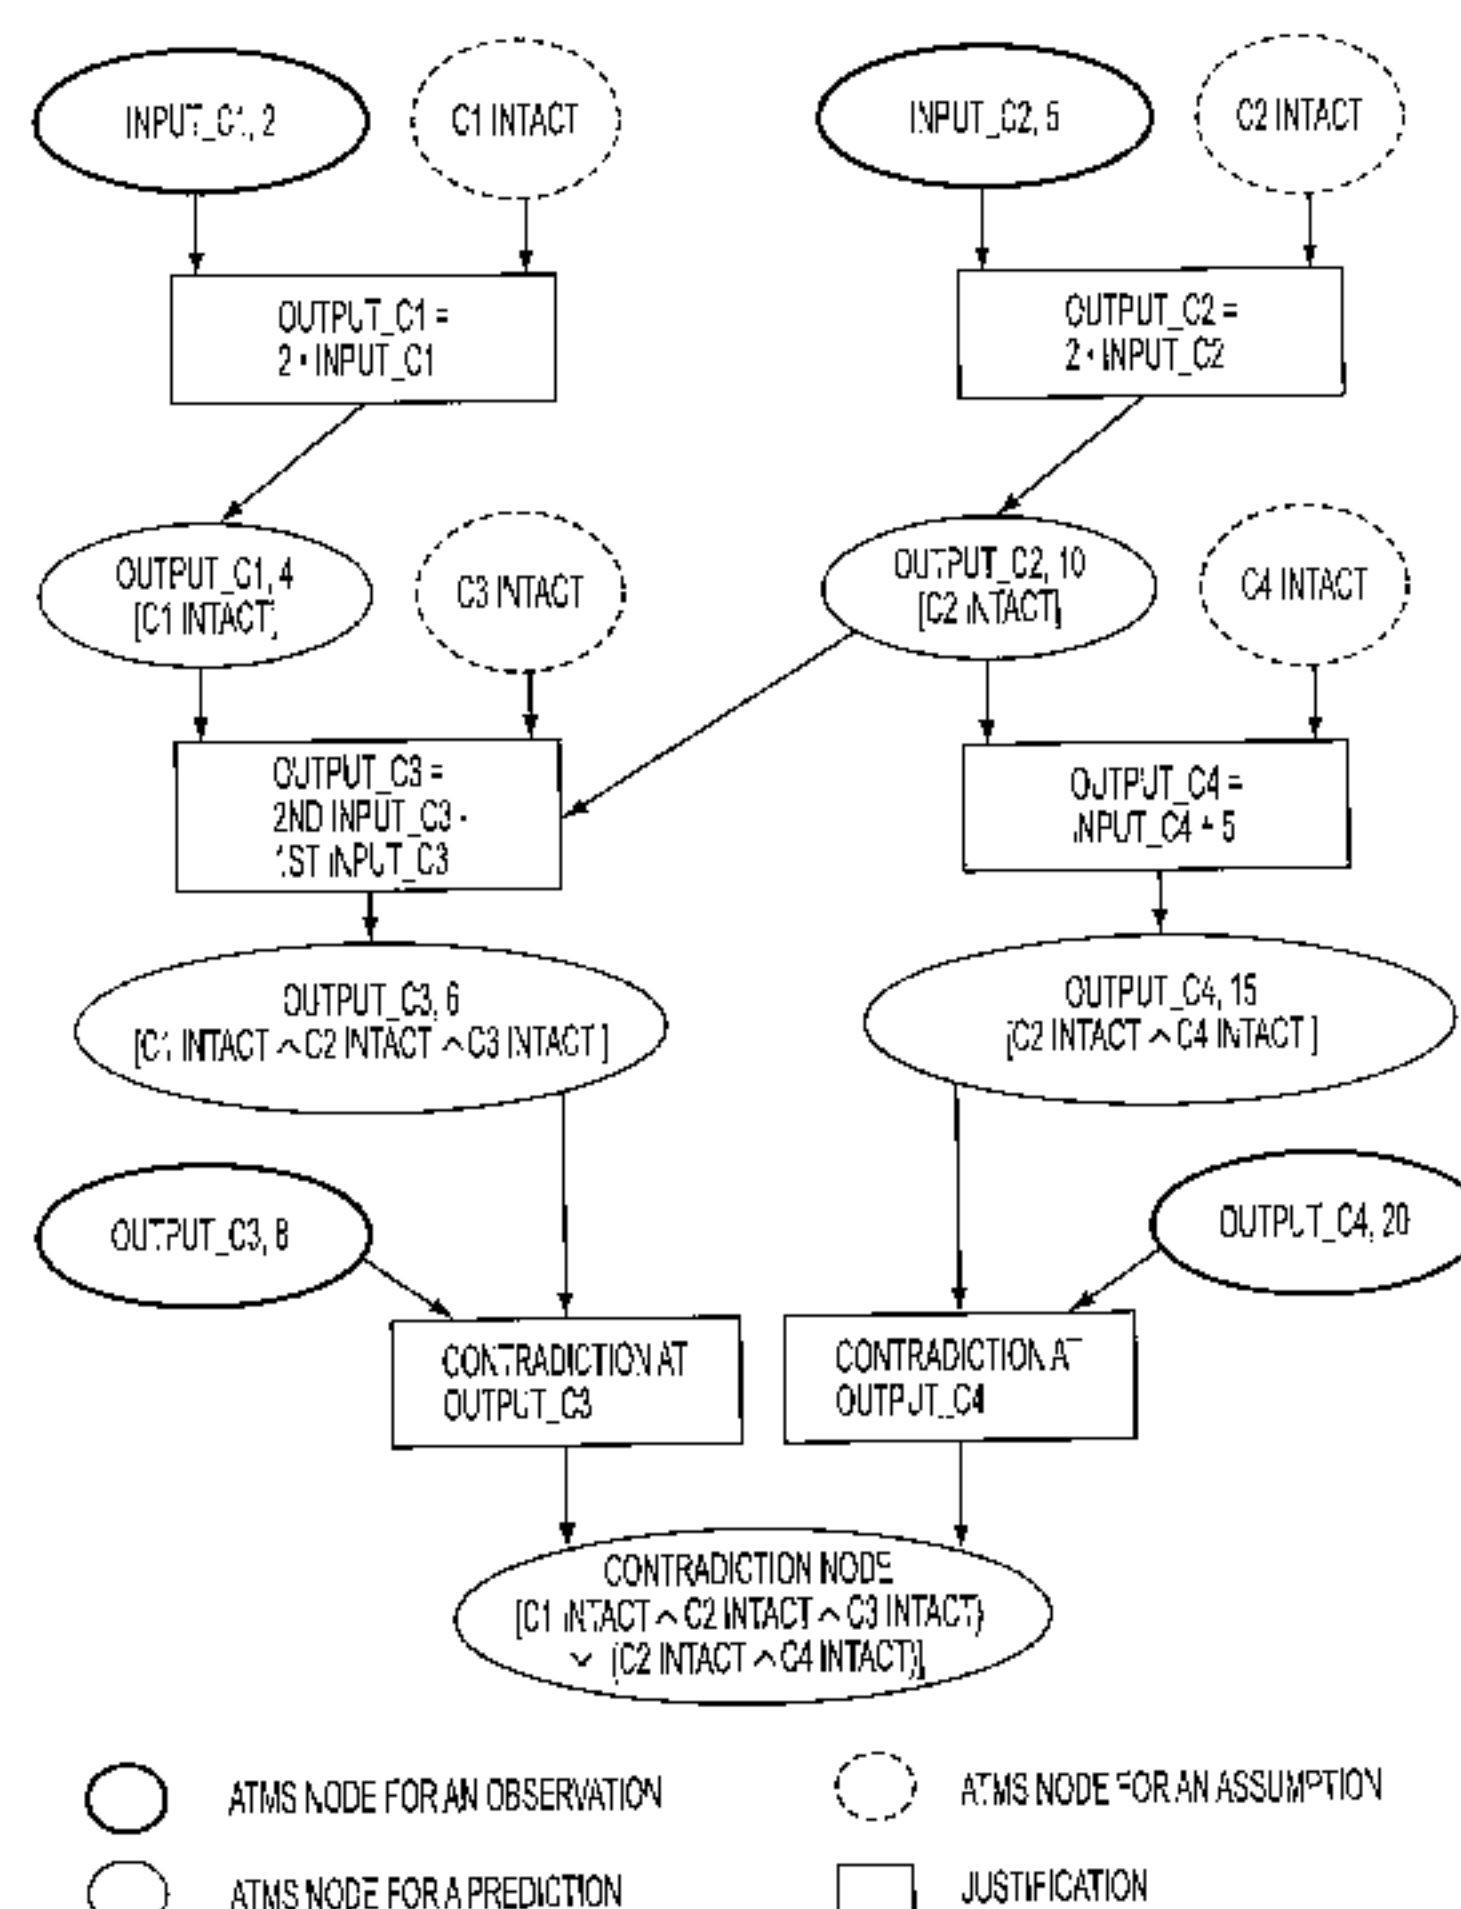 INPUT_C1, 2
C1 INTACT
INPUT_C2, 5
C2 INTACT
OUTPUT_C1 =
2 • INPUT_C1
OUTPUT_C2 =
2 • INPUT_C2
OUTPUT_C1, 4
[C1 INTACT]
C3 INTACT
OUTPUT_C2, 10
[C2 INTACT]
C4 INTACT
OUTPUT_C3 =
2ND INPUT_C3 -
1ST INPUT_C3
OUTPUT_C4 =
INPUT_C4 + 5
OUTPUT_C3, 6
[C1 INTACT ∧ C2 INTACT ∧ C3 INTACT ]
OUTPUT_C4, 15
[C2 INTACT ∧ C4 INTACT ]
OUTPUT_C3, 8
OUTPUT_C4, 20
CONTRADICTION AT
OUTPUT_C3
CONTRADICTION AT
OUTPUT_C4
CONTRADICTION NODE
[C1 INTACT ∧ C2 INTACT ∧ C3 INTACT)
∨ (C2 INTACT ∧ C4 INTACT)]
ATMS NODE FOR AN OBSERVATION
ATMS NODE FOR AN ASSUMPTION
ATMS NODE FOR A PREDICTION
JUSTIFICATION